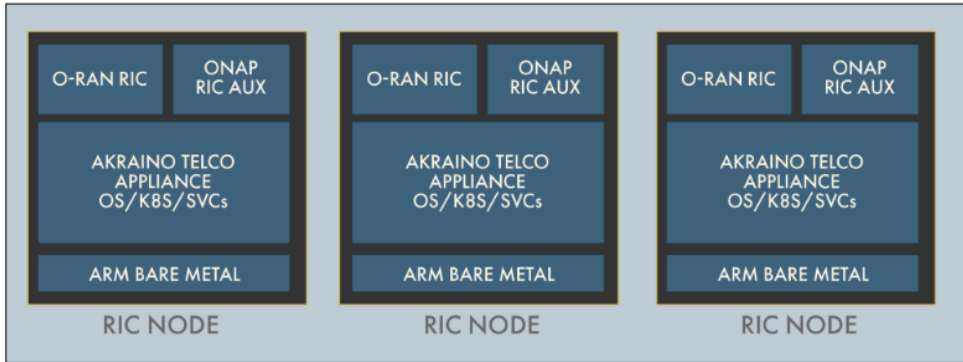 O-RAN RIC
ONAP
RIC AUX
AKRAINO TELCO
APPLIANCE
OS/K8S/SVCs
ARM BARE METAL
RIC NODE
O-RAN RIC
ONAP
RIC AUX
AKRAINO TELCO
APPLIANCE
OS/K8S/SVCs
ARM BARE METAL
RIC NODE
O-RAN RIC
ONAP
RIC AUX
AKRAINO TELCO
APPLIANCE
OS/K8S/SVCs
ARM BARE METAL
RIC NODE